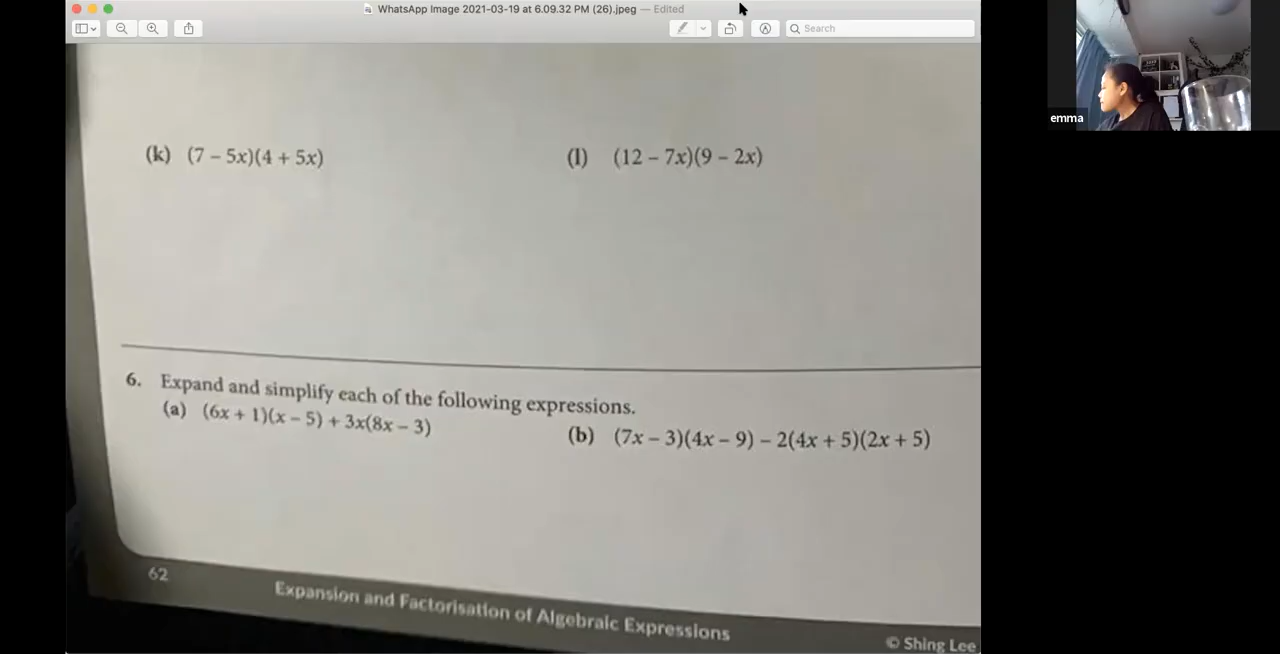 WhatsApp Image 2021-03-19 at 6.09.32 PM (26).jpeg — Edited
Search
emma
(k) (7 – 5x)(4 + 5x)
(l) (12 – 7x)(9 – 2x)
6. Expand and simplify each of the following expressions.
(a) (6x + 1)(x – 5) + 3x(8x – 3)
(b) (7x – 3)(4x – 9) – 2(4x + 5)(2x + 5)
62
Expansion and Factorisation of Algebraic Expressions
© Shing Lee